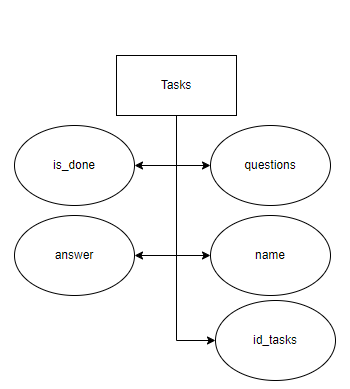 Tasks
is_done
questions
answer
name
id_tasks